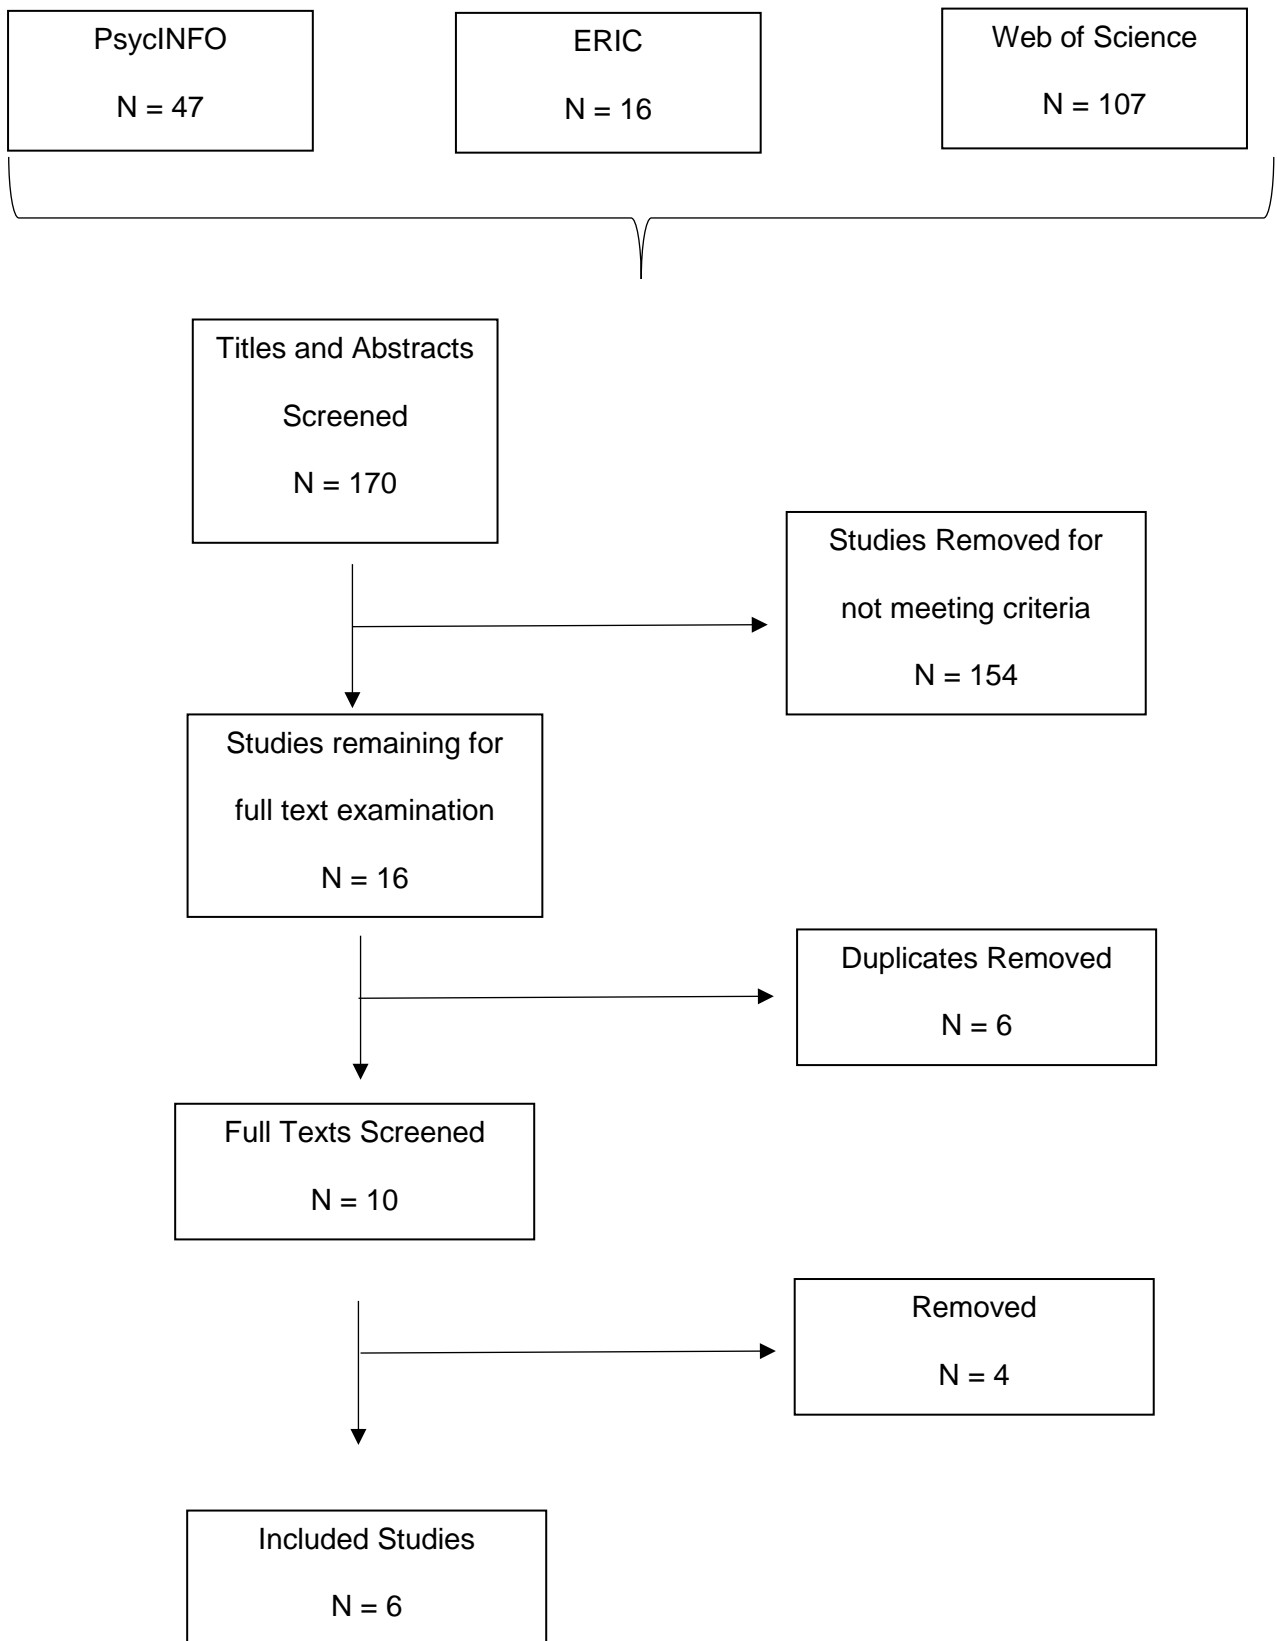 PsycINFO
N = 47
ERIC
N = 16
Web of Science
N = 107
Titles and Abstracts
Screened
N = 170
Studies Removed for
not meeting criteria
N = 154
Studies remaining for
full text examination
N = 16
Duplicates Removed
N = 6
Full Texts Screened
N = 10
Removed
N = 4
Included Studies
N = 6